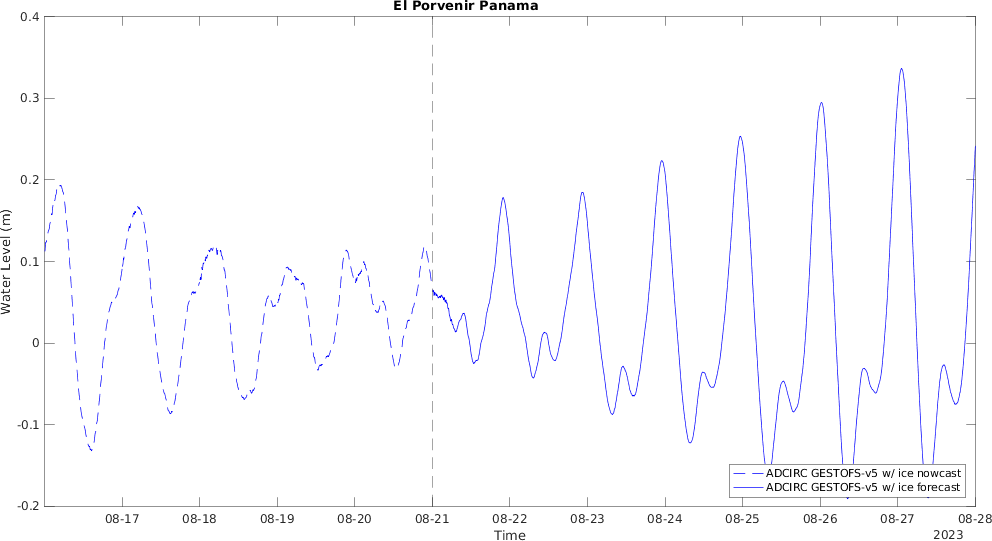 El Porvenir Panama
0.4
0.3
0.2
0.1
0
-0.1
-0.2
Water Level (m)
ADCIRC GESTOFS-v5 w/ ice nowcast
ADCIRC GESTOFS-v5 w/ ice forecast
08-17 08-18 08-19 08-20 08-21 08-22 08-23 08-24 08-25 08-26 08-27 08-28
Time
2023